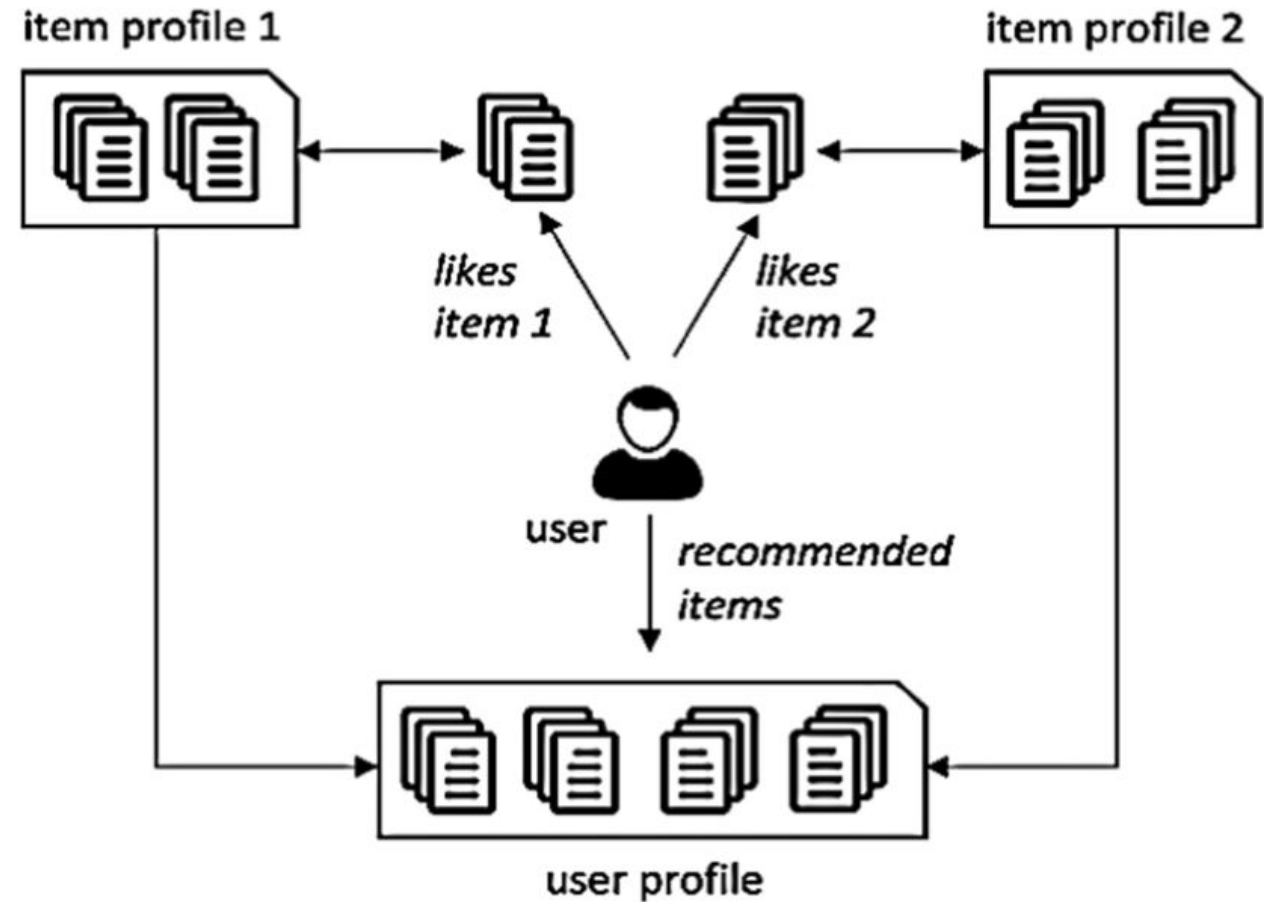 item profile 1
item profile 2
likes
item 1
likes
item 2
user
recommended
items
user profile